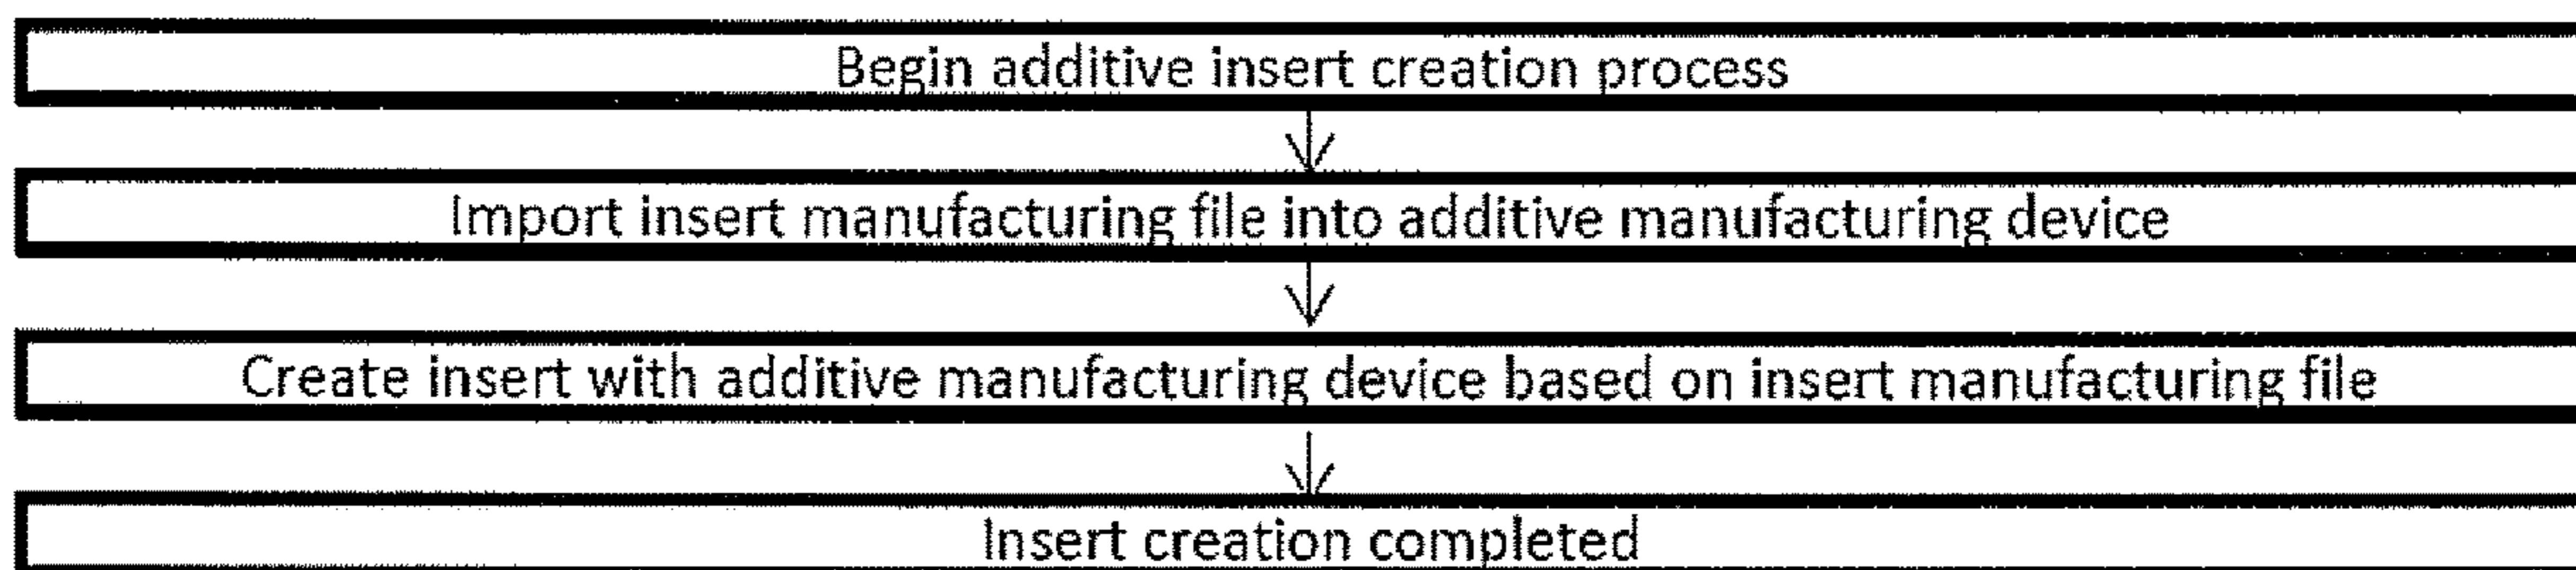 Begin additive insert creation process
Import insert manufacturing file into additive manufacturing device
Create insert with additive manufacturing device based on insert manufacturing file
Insert creation completed